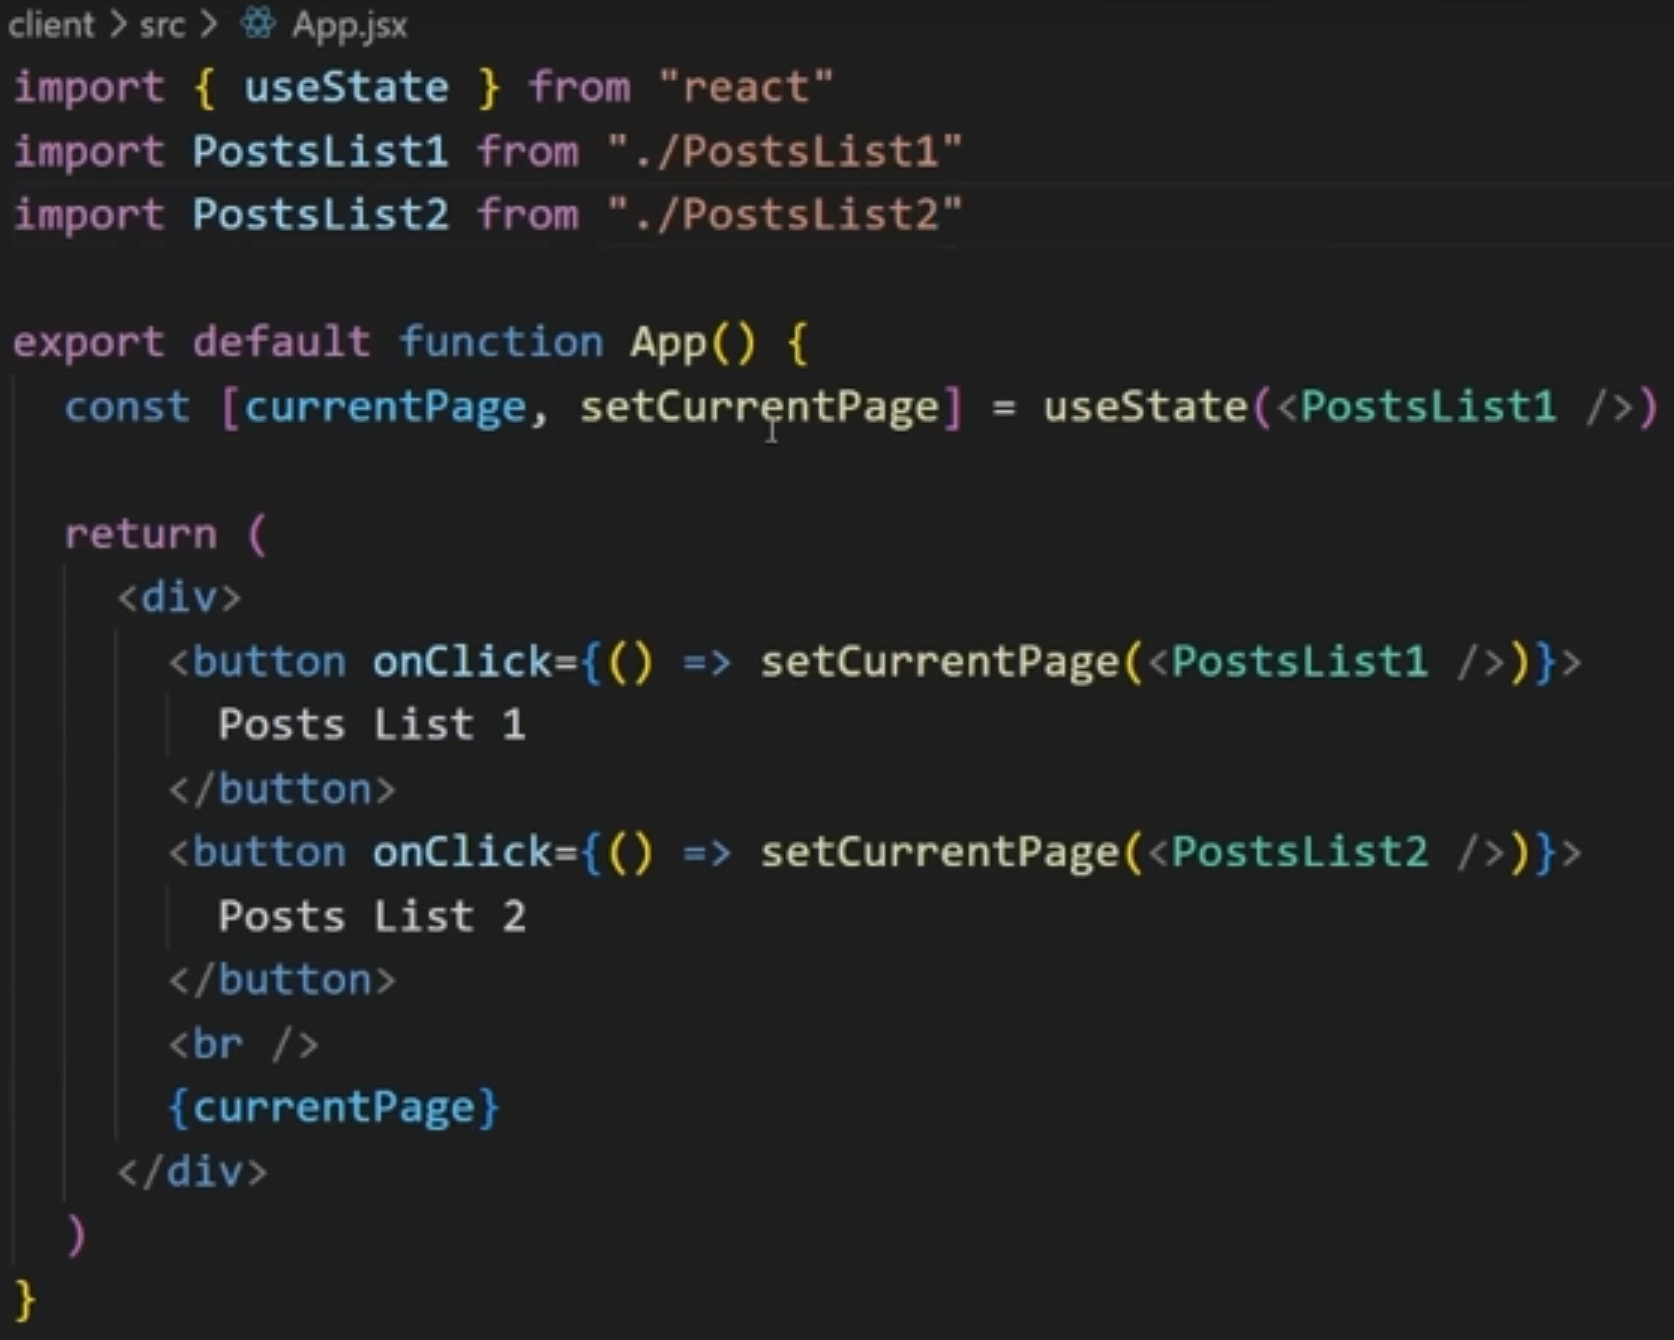 client > src > App.jsx
import { useState } from "react"
import PostsList1 from "./PostsList1"
import PostsList2 from "./PostsList2"
export default function App() {
const [currentPage, setCurrentPage] = useState(<PostsList1 />)
return (
<div>
<button onClick={() => setCurrentPage(<PostsList1 />)}>
Posts List 1
</button>
<button onClick={() => setCurrentPage(<PostsList2 />)}>
Posts List 2
</button>
<br />
{currentPage}
</div>
)
}